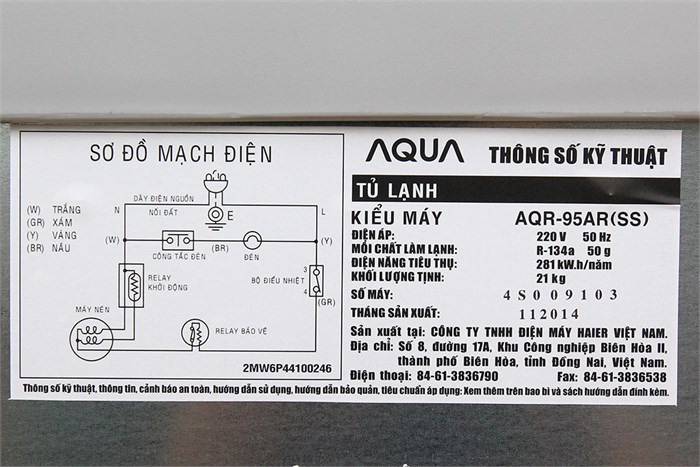 SƠ ĐỒ MẠCH ĐIỆN
DÂY ĐIỆN NGUỒN
(W) TRẮNG
(GR) XÁM
(Y) VÀNG
(BR) NÂU
N
NỐI ĐẤT
E
L
(W)
CÔNG TẮC ĐÈN
(BR)
ĐÈN
(Y)
RELAY
KHỞI ĐỘNG
BỘ ĐIỀU NHIỆT
3
4
(GR)
MÁY NÉN
RELAY BẢO VỆ
2MW6P44100246
AQUA THÔNG SỐ KỸ THUẬT
TỦ LẠNH
KIỂU MÁY AQR-95AR(SS)
ĐIỆN ÁP: 220 V 50 Hz
MÔI CHẤT LÀM LẠNH: R-134a 50 g
ĐIỆN NĂNG TIÊU THỤ: 281 kW.h/năm
KHỐI LƯỢNG TỊNH: 21 kg
SỐ MÁY: 4S009103
THÁNG SẢN XUẤT: 112014
Sản xuất tại: CÔNG TY TNHH ĐIỆN MÁY HAIER VIỆT NAM.
Địa chỉ: Số 8, đường 17A, Khu Công nghiệp Biên Hòa II,
thành phố Biên Hòa, tỉnh Đồng Nai, Việt Nam.
Điện thoại: 84-61-3836790 Fax: 84-61-3836538
Thông số kỹ thuật, thông tin, cảnh báo an toàn, hướng dẫn sử dụng, hướng dẫn bảo quản, tiêu chuẩn áp dụng: Xem thêm trên bao bì và sách hướng dẫn đính kèm.